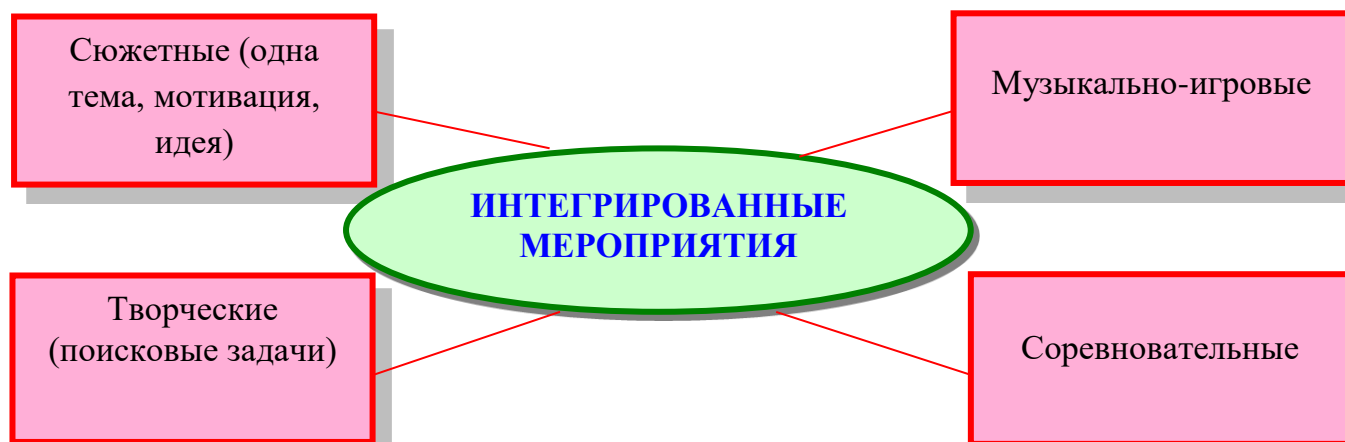 Сюжетные (одна
тема, мотивация,
идея)
Музыкально-игровые
ИНТЕГРИРОВАННЫЕ
МЕРОПРИЯТИЯ
Творческие
(поисковые задачи)
Соревновательные